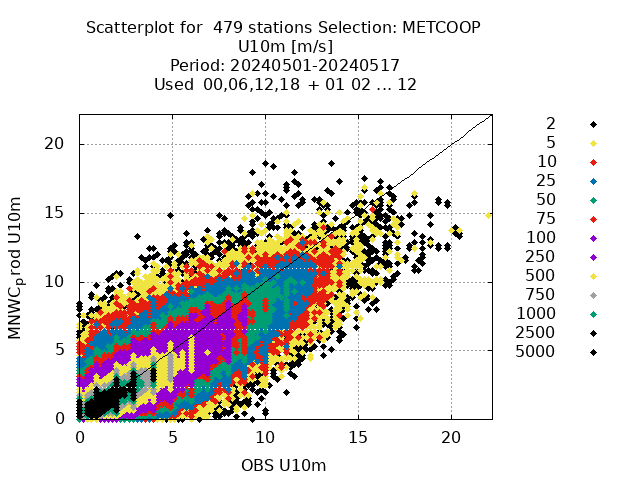 Scatterplot for  479 stations Selection: METCOOP
U10m [m/s]
Period: 20240501-20240517
Used  00,06,12,18 + 01 02 ... 12
MNWC_prod U10m
20
15
10
5
0
0 5 10 15 20
OBS U10m
2
5
10
25
50
75
100
250
500
750
1000
2500
5000